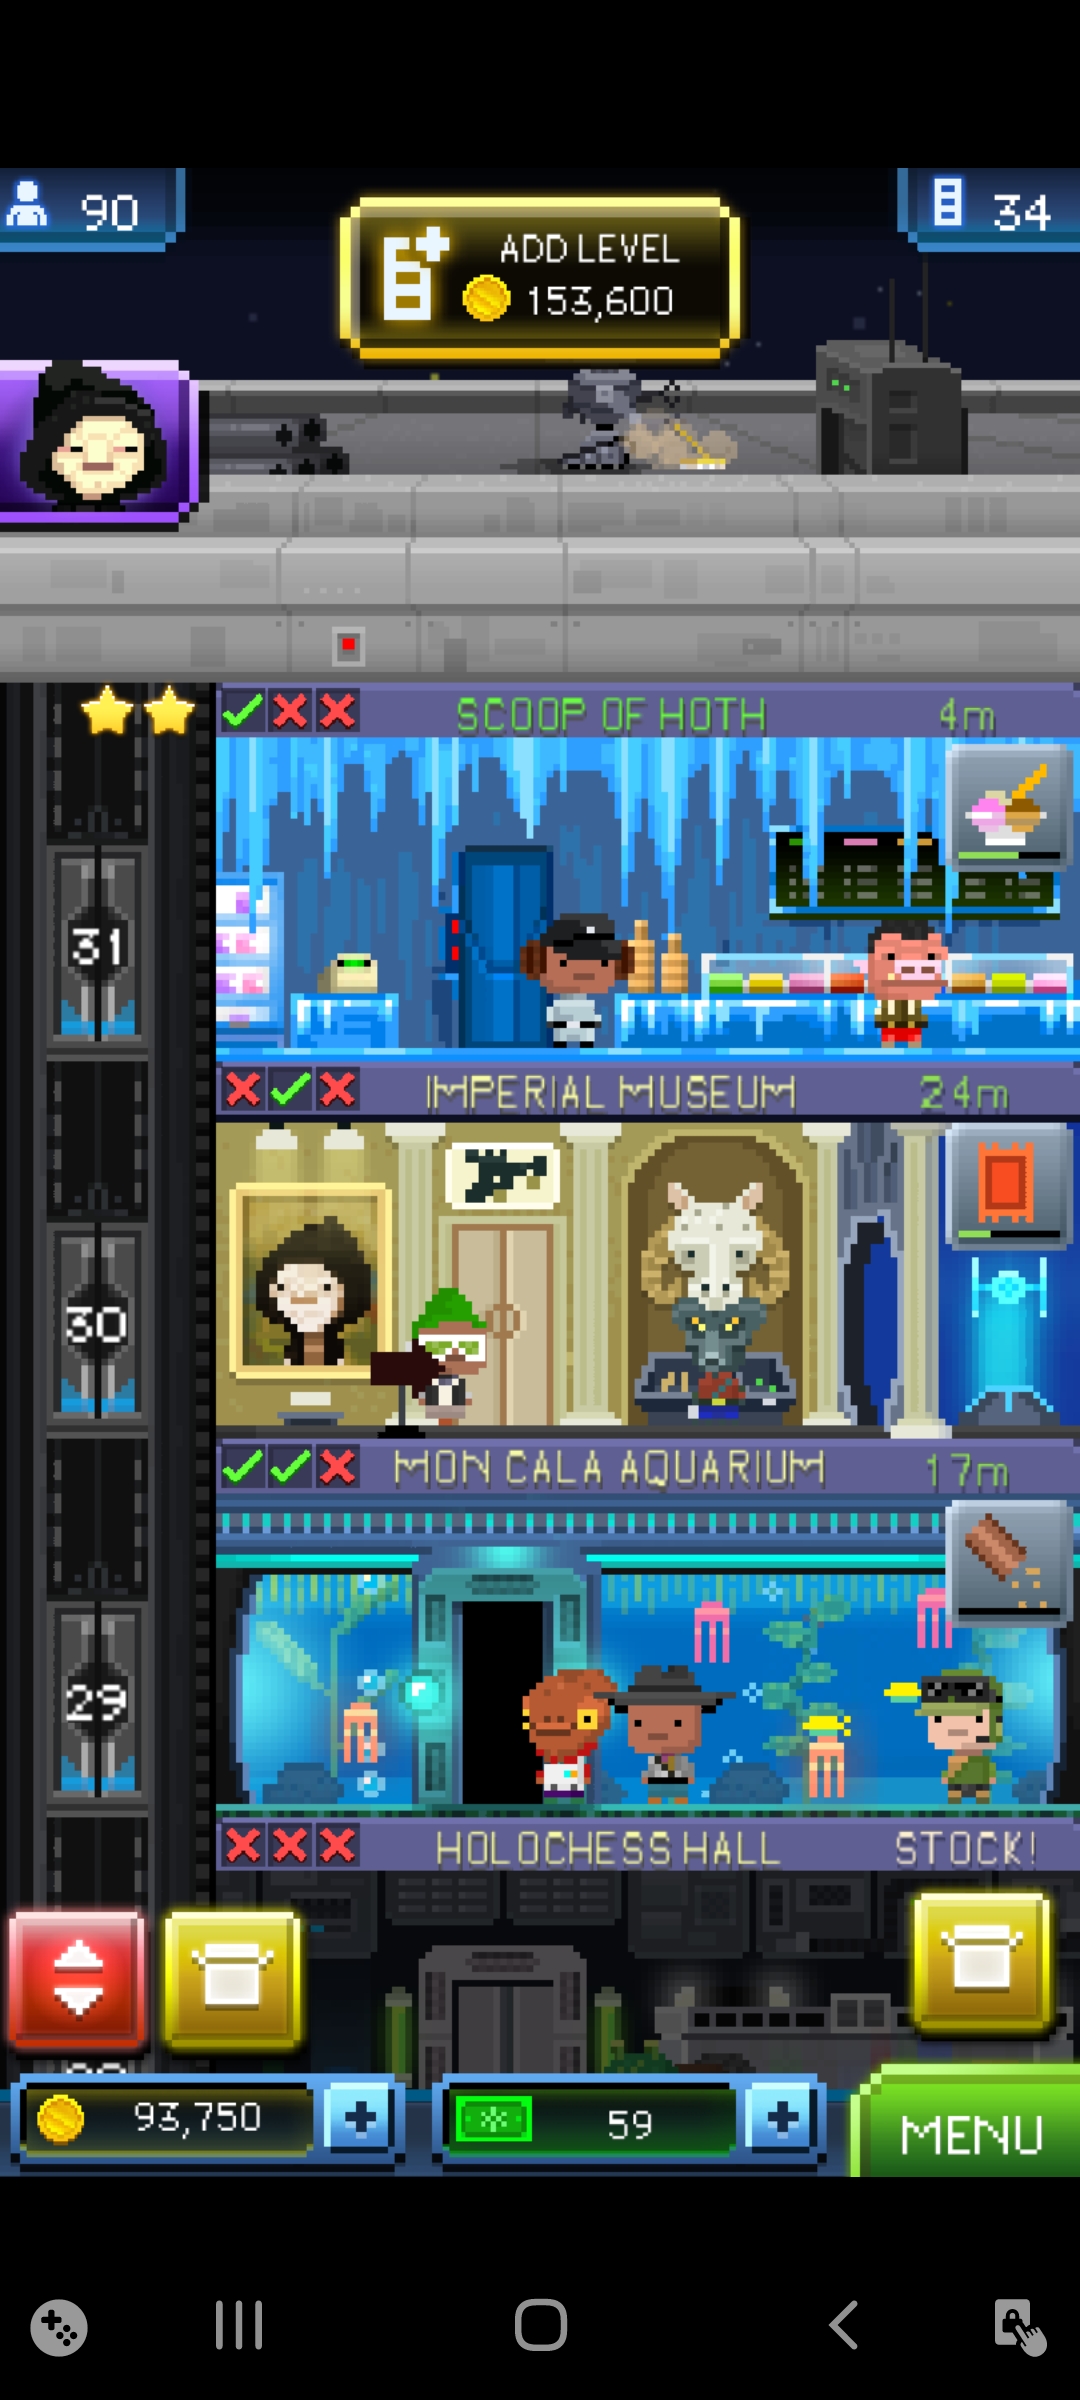 90
ADD LEVEL
153,600
34
SCOOP OF HOTH 4m
31
IMPERIAL MUSEUM 24m
30
MON CALA AQUARIUM 17m
29
HOLOCHESS HALL STOCK!
93,750
59
MENU